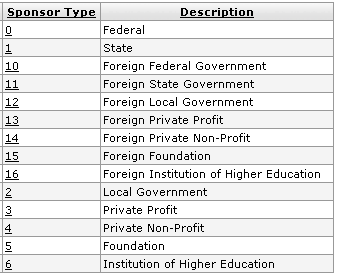 Sponsor Type Description
0 Federal
1 State
10 Foreign Federal Government
11 Foreign State Government
12 Foreign Local Government
13 Foreign Private Profit
14 Foreign Private Non-Profit
15 Foreign Foundation
16 Foreign Institution of Higher Education
2 Local Government
3 Private Profit
4 Private Non-Profit
5 Foundation
6 Institution of Higher Education